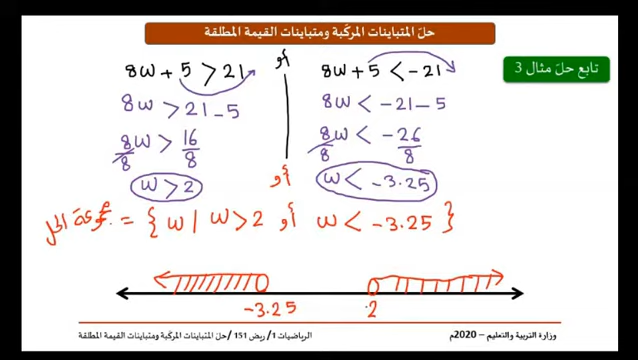 حلّ المتباينات المركّبة ومتباينات القيمة المطلقة
تابع حلّ مثال 3
8w + 5 > 21 أو 8w + 5 < -21
8w > 21 - 5 8w < -21 - 5
8w/8 > 16/8 8w/8 < -26/8
w > 2 أو w < -3.25
مجموعة الحل = { w | w > 2 أو w < -3.25 }
-3.25 2
وزارة التربية والتعليم – 2020م
الرياضيات 1/ ريض 151 /حلّ المتباينات المركّبة ومتباينات القيمة المطلقة